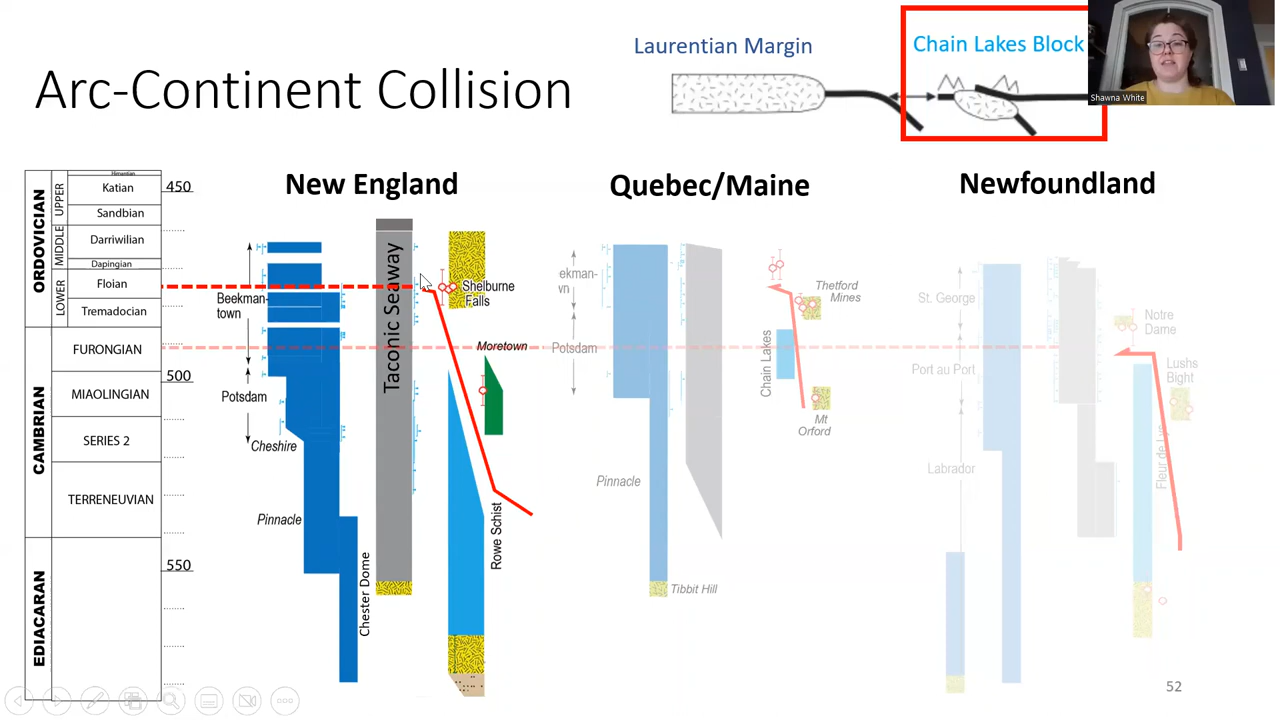 Laurentian Margin
Chain Lakes Block
Shawna White
Arc-Continent Collision
New England
Quebec/Maine
Newfoundland
ORDOVICIAN
UPPER
MIDDLE
LOWER
Hirnantian
Katian
Sandbian
Darriwilian
Dapingian
Floian
Tremadocian
CAMBRIAN
FURONGIAN
MIAOLINGIAN
SERIES 2
TERRENEUVIAN
EDIACARAN
450
500
550
Beekman-
town
Potsdam
Cheshire
Pinnacle
Chester Dome
Taconic Seaway
Shelburne
Falls
Moretown
Rowe Schist
ekman-
vn
Potsdam
Pinnacle
Tibbit Hill
Chain Lakes
Thetford
Mines
Mt
Orford
St. George
Port au Port
Labrador
Notre
Dame
Lushs
Bight
Fleur de Lys
52